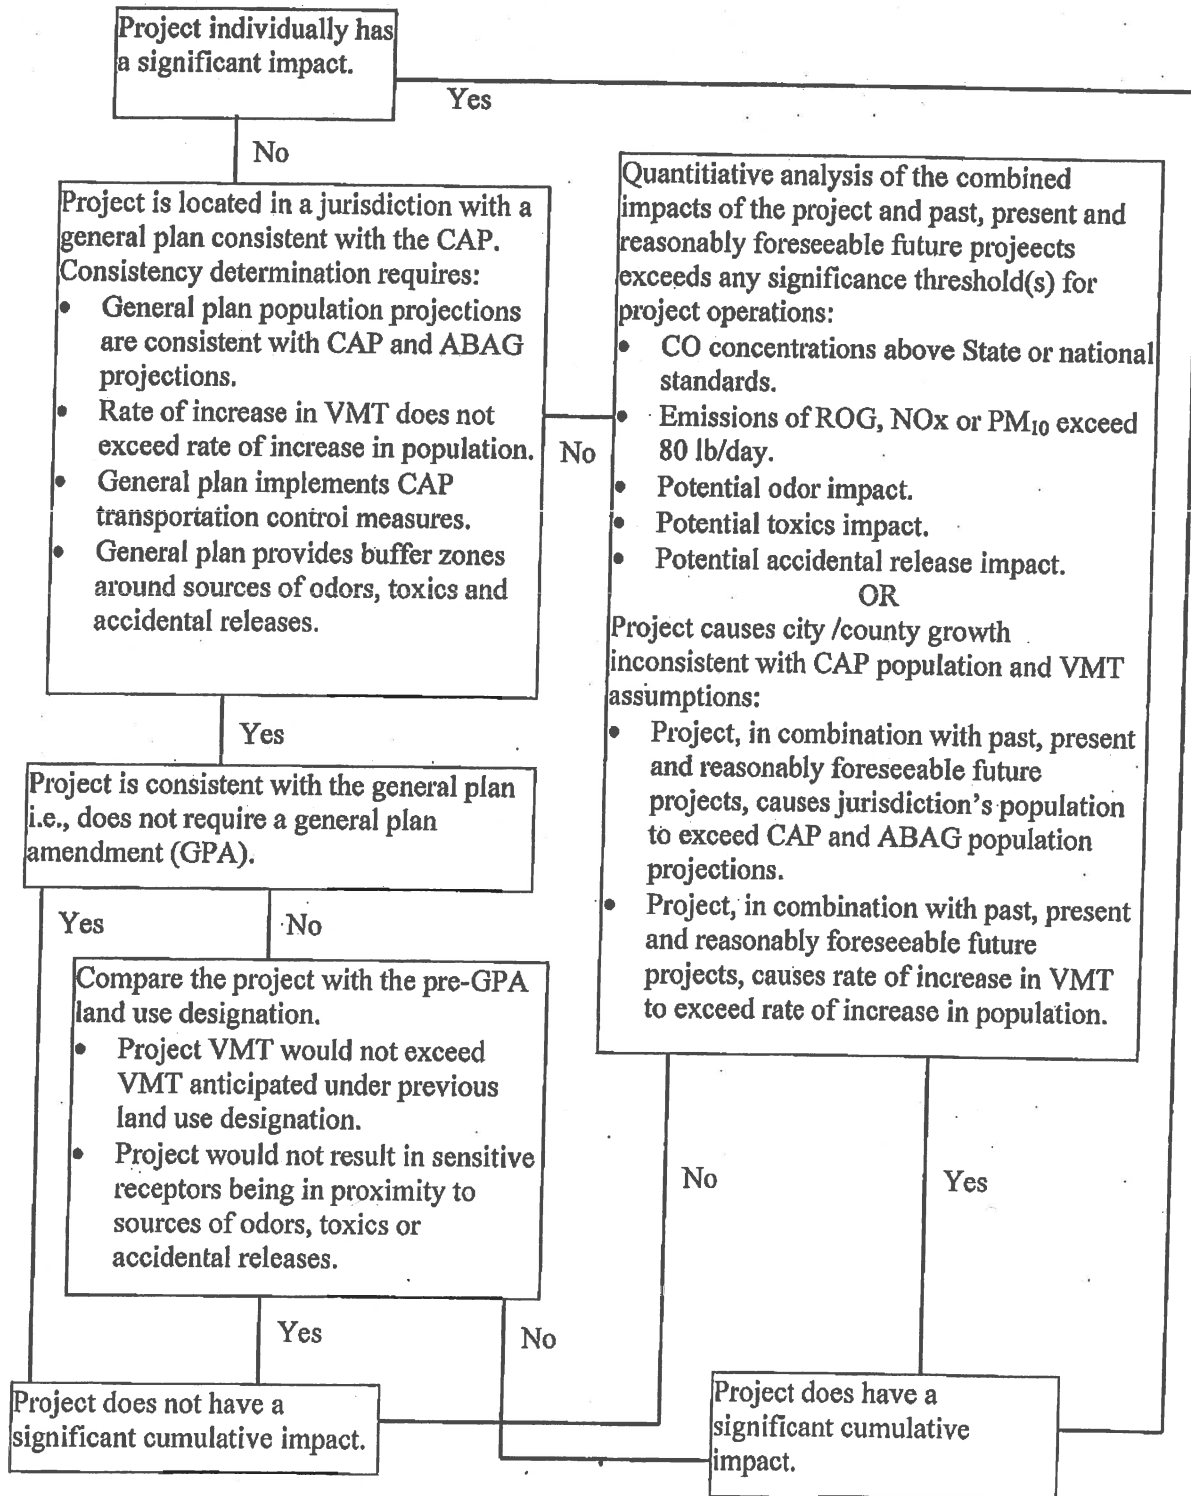 Project individually has
a significant impact.
Yes
No
Project is located in a jurisdiction with a
general plan consistent with the CAP.
Consistency determination requires:
• General plan population projections
are consistent with CAP and ABAG
projections.
• Rate of increase in VMT does not
exceed rate of increase in population.
• General plan implements CAP
transportation control measures.
• General plan provides buffer zones
around sources of odors, toxics and
accidental releases.
No
Quantitiative analysis of the combined
impacts of the project and past, present and
reasonably foreseeable future projeects
exceeds any significance threshold(s) for
project operations:
• CO concentrations above State or national
standards.
• Emissions of ROG, NOx or PM₁₀ exceed
80 lb/day.
• Potential odor impact.
• Potential toxics impact.
• Potential accidental release impact.
OR
Project causes city /county growth
inconsistent with CAP population and VMT
assumptions:
• Project, in combination with past, present
and reasonably foreseeable future
projects, causes jurisdiction's population
to exceed CAP and ABAG population
projections.
• Project, in combination with past, present
and reasonably foreseeable future
projects, causes rate of increase in VMT
to exceed rate of increase in population.
Yes
Project is consistent with the general plan
i.e., does not require a general plan
amendment (GPA).
Yes
No
Compare the project with the pre-GPA
land use designation.
• Project VMT would not exceed
VMT anticipated under previous
land use designation.
• Project would not result in sensitive
receptors being in proximity to
sources of odors, toxics or
accidental releases.
No
Yes
Yes
No
Project does not have a
significant cumulative impact.
Project does have a
significant cumulative
impact.